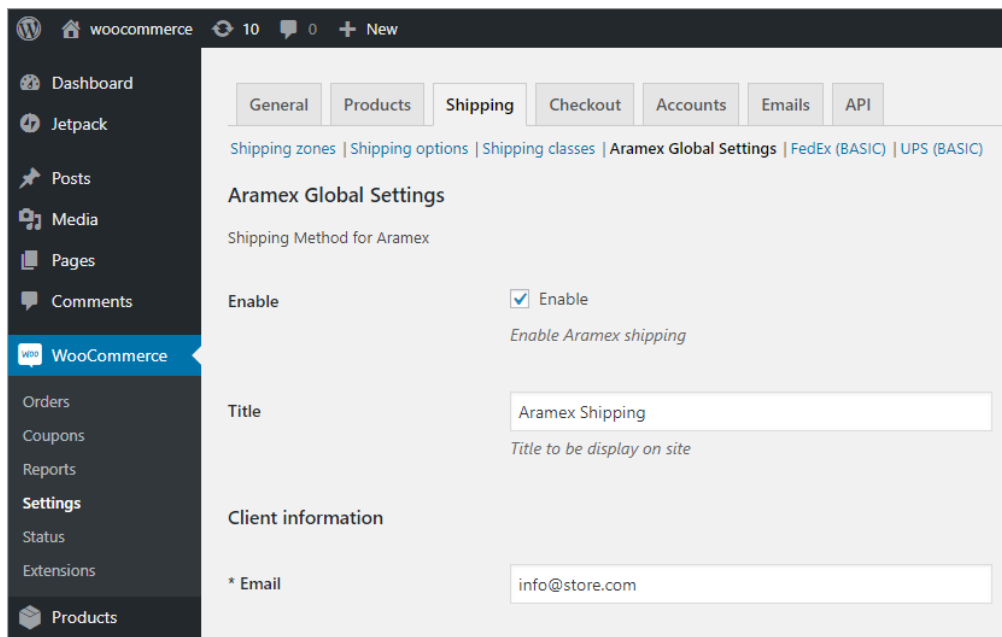 woocommerce 10 0 + New
Dashboard
Jetpack
Posts
Media
Pages
Comments
woo WooCommerce
Orders
Coupons
Reports
Settings
Status
Extensions
Products
General Products Shipping Checkout Accounts Emails API
Shipping zones | Shipping options | Shipping classes | Aramex Global Settings | FedEx (BASIC) | UPS (BASIC)
Aramex Global Settings
Shipping Method for Aramex
Enable Enable
Enable Aramex shipping
Title Aramex Shipping
Title to be display on site
Client information
* Email info@store.com